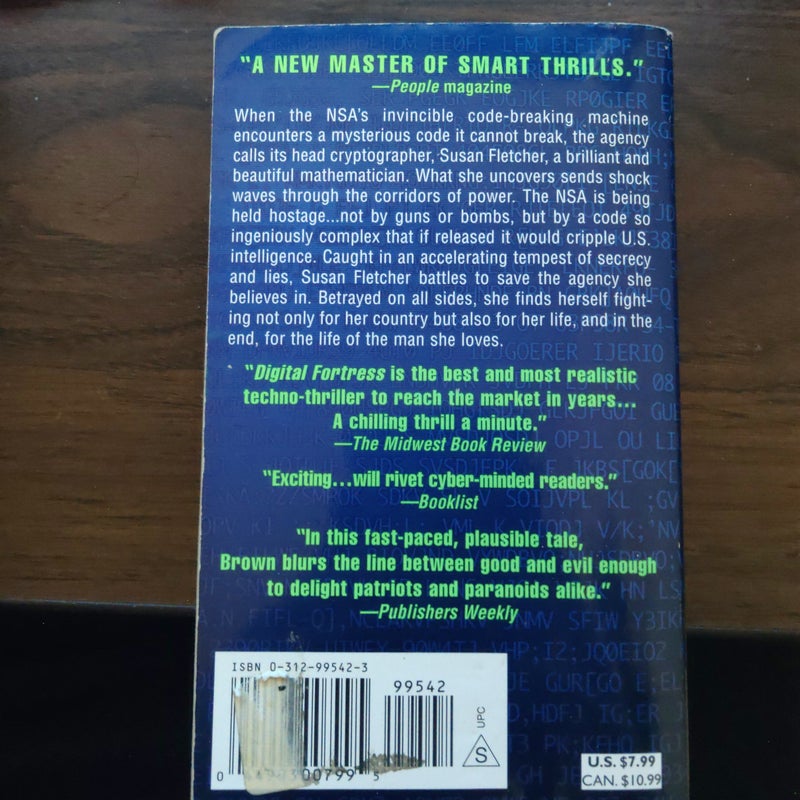 "A NEW MASTER OF SMART THRILLS."
—People magazine
When the NSA's invincible code-breaking machine
encounters a mysterious code it cannot break, the agency
calls its head cryptographer, Susan Fletcher, a brilliant and
beautiful mathematician. What she uncovers sends shock
waves through the corridors of power. The NSA is being
held hostage...not by guns or bombs, but by a code so
ingeniously complex that if released it would cripple U.S.
intelligence. Caught in an accelerating tempest of secrecy
and lies, Susan Fletcher battles to save the agency she
believes in. Betrayed on all sides, she finds herself fight-
ing not only for her country but also for her life, and in the
end, for the life of the man she loves.
"Digital Fortress is the best and most realistic
techno-thriller to reach the market in years...
A chilling thrill a minute."
—The Midwest Book Review
"Exciting...will rivet cyber-minded readers."
—Booklist
"In this fast-paced, plausible tale,
Brown blurs the line between good and evil enough
to delight patriots and paranoids alike."
—Publishers Weekly
ISBN 0-312-99542-3
99542
UPC
S
0 00799 5
U.S. $7.99
CAN. $10.99